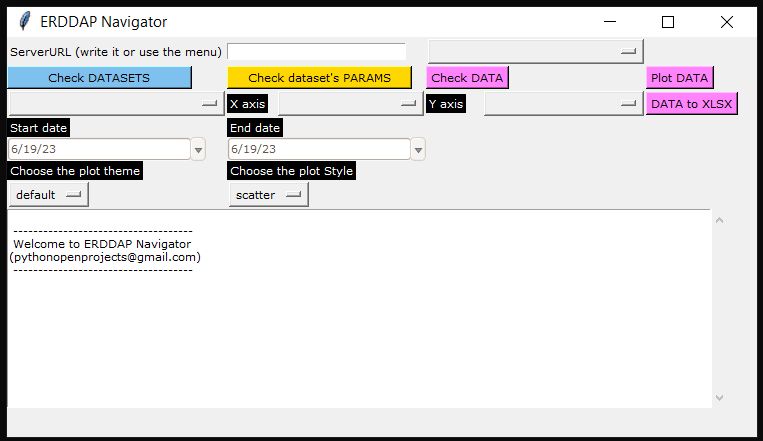 ERDDAP Navigator
ServerURL (write it or use the menu)
Check DATASETS Check dataset's PARAMS Check DATA Plot DATA
X axis Y axis DATA to XLSX
Start date End date
6/19/23 6/19/23
Choose the plot theme Choose the plot Style
default scatter
----------------------------------
Welcome to ERDDAP Navigator
(pythonopenprojects@gmail.com)
----------------------------------